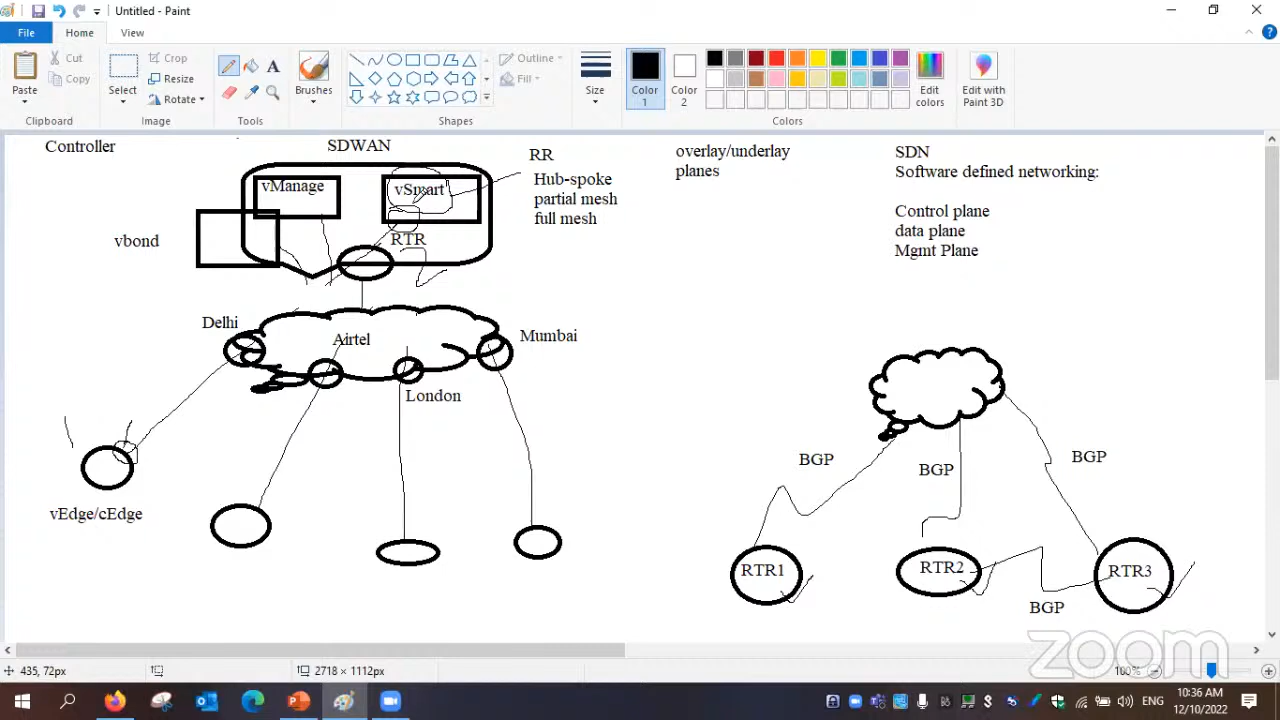 Untitled - Paint
File
Home
View
Paste
Cut
Copy
Clipboard
Select
Crop
Resize
Rotate
Image
Tools
Brushes
Shapes
Outline
Fill
Size
Color 1
Color 2
Edit colors
Edit with Paint 3D
Colors
Controller
SDWAN
vManage
vSmart
RR
Hub-spoke
partial mesh
full mesh
vbond
RTR
Delhi
Airtel
Mumbai
London
vEdge/cEdge
overlay/underlay
planes
SDN
Software defined networking:
Control plane
data plane
Mgmt Plane
BGP
BGP
BGP
RTR1
RTR2
RTR3
BGP
zoom
435, 72px
2718 × 1112px
100%
ENG
10:36 AM
12/10/2022